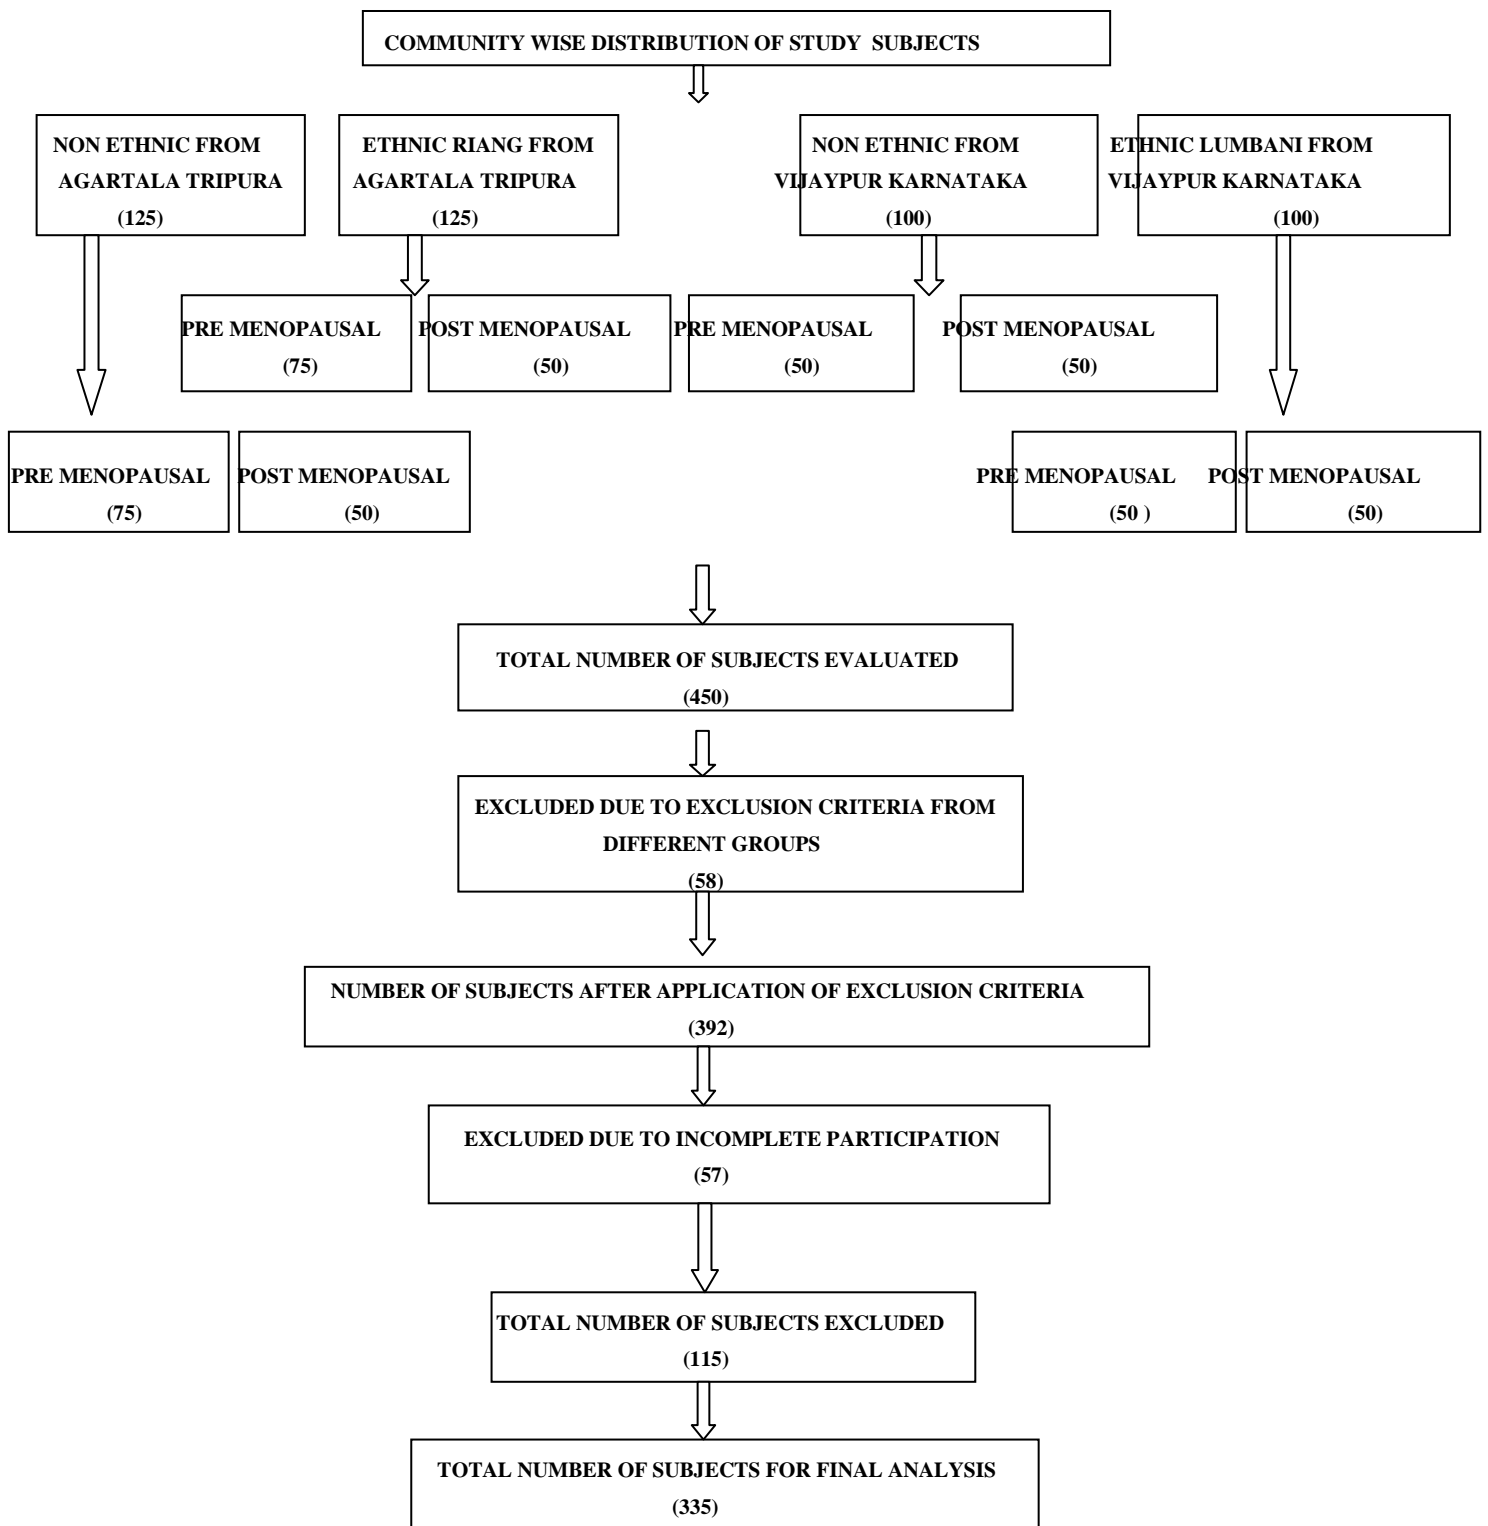 COMMUNITY WISE DISTRIBUTION OF STUDY SUBJECTS
NON ETHNIC FROM
AGARTALA TRIPURA
(125)
ETHNIC RIANG FROM
AGARTALA TRIPURA
(125)
NON ETHNIC FROM
VIJAYPUR KARNATAKA
(100)
ETHNIC LUMBANI FROM
VIJAYPUR KARNATAKA
(100)
PRE MENOPAUSAL
(75)
POST MENOPAUSAL
(50)
PRE MENOPAUSAL
(50)
POST MENOPAUSAL
(50)
PRE MENOPAUSAL
(75)
POST MENOPAUSAL
(50)
PRE MENOPAUSAL
(50 )
POST MENOPAUSAL
(50)
TOTAL NUMBER OF SUBJECTS EVALUATED
(450)
EXCLUDED DUE TO EXCLUSION CRITERIA FROM
DIFFERENT GROUPS
(58)
NUMBER OF SUBJECTS AFTER APPLICATION OF EXCLUSION CRITERIA
(392)
EXCLUDED DUE TO INCOMPLETE PARTICIPATION
(57)
TOTAL NUMBER OF SUBJECTS EXCLUDED
(115)
TOTAL NUMBER OF SUBJECTS FOR FINAL ANALYSIS
(335)